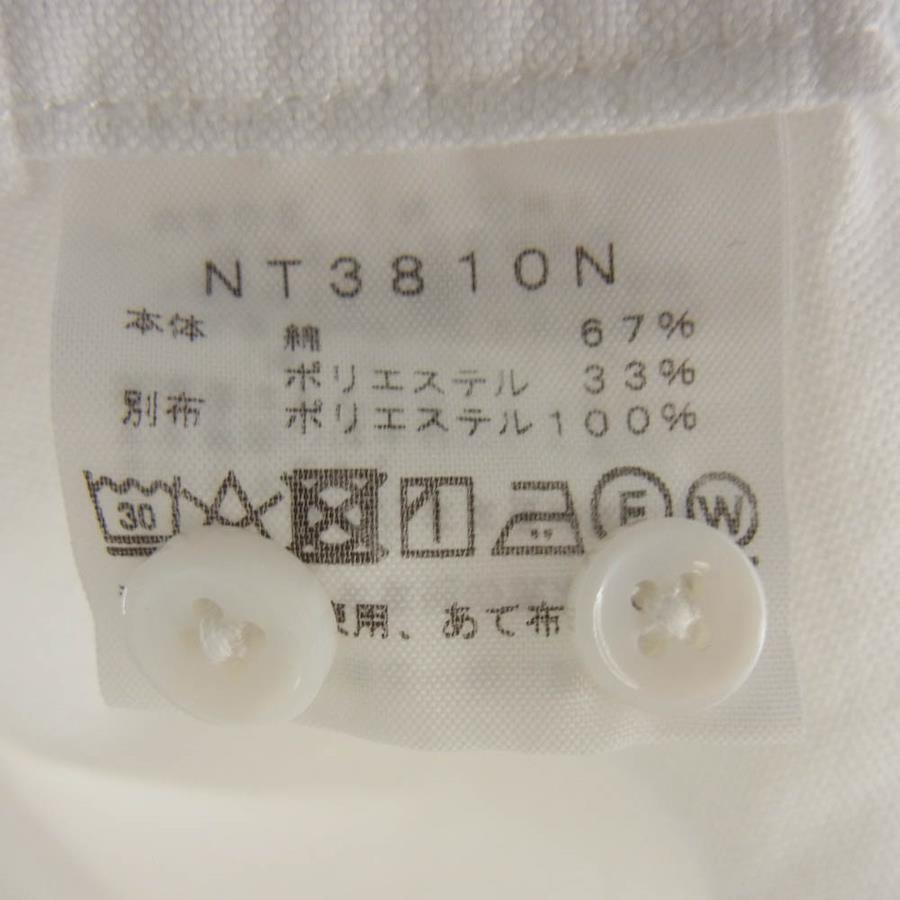 NT3810N
本体 綿 67%
ポリエステル 33%
別布 ポリエステル100%
30 F W
使用、あて布